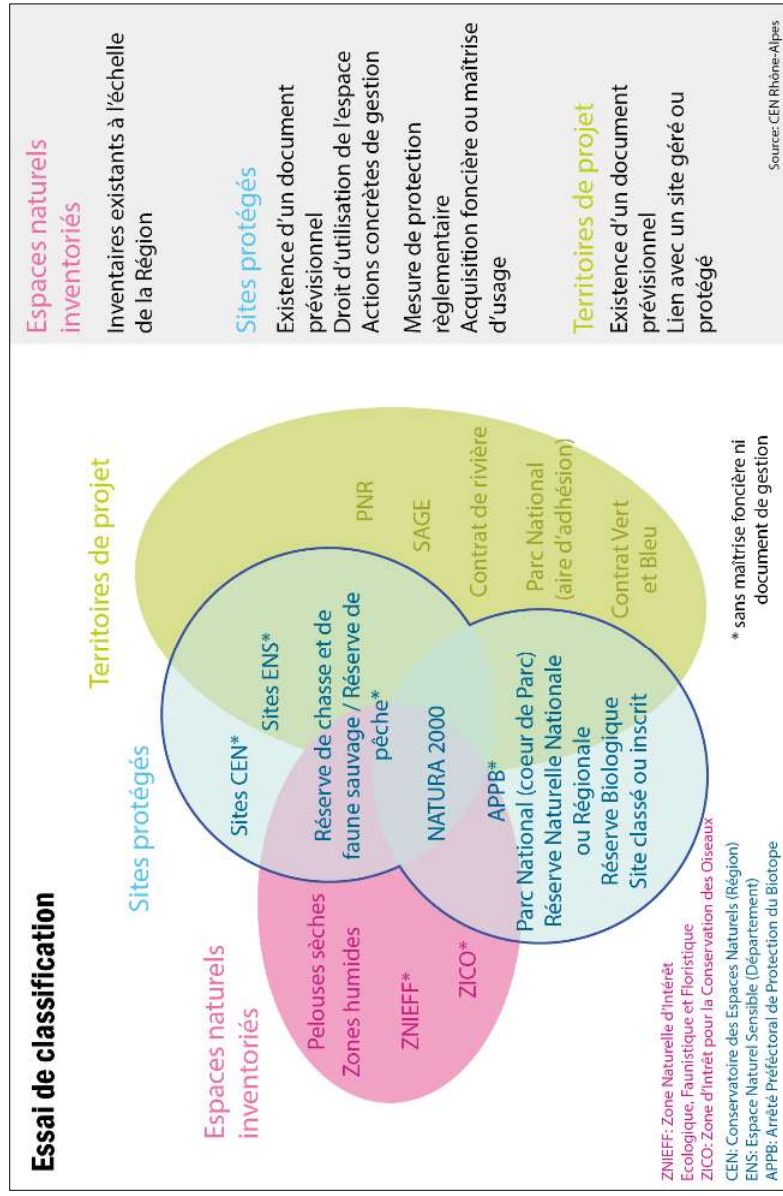 Essai de classification
Sites protégés
Territoires de projet
Espaces naturels
inventoriés
Pelouses sèches
Zones humides
ZNIEFF*
ZICO*
Sites CEN*
Sites ENS*
Réserve de chasse et de
faune sauvage / Réserve de
pêche*
NATURA 2000
APPB*
Parc National (coeur de Parc)
Réserve Naturelle Nationale
ou Régionale
Réserve Biologique
Site classé ou inscrit
PNR
SAGE
Contrat de rivière
Parc National
(aire d'adhésion)
Contrat Vert
et Bleu
* sans maîtrise foncière ni
document de gestion
ZNIEFF: Zone Naturelle d'Intérêt
Ecologique, Faunistique et Floristique
ZICO: Zone d'Intrêt pour la Conservation des Oiseaux
CEN: Conservatoire des Espaces Naturels (Région)
ENS: Espace Naturel Sensible (Département)
APPB: Arrêté Préféctoral de Protection du Biotope
Espaces naturels
inventoriés
Inventaires existants à l'échelle
de la Région
Sites protégés
Existence d'un document
prévisionnel
Droit d'utilisation de l'espace
Actions concrètes de gestion
Mesure de protection
règlementaire
Acquisition foncière ou maîtrise
d'usage
Territoires de projet
Existence d'un document
prévisionnel
Lien avec un site géré ou
protégé
Source: CEN Rhône-Alpes